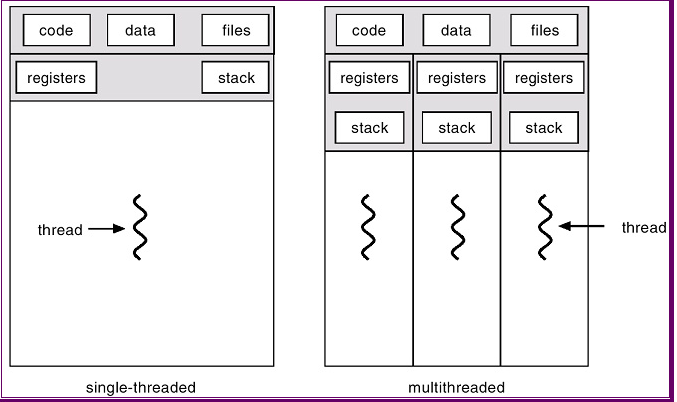 code data files
registers stack
thread
single-threaded
code data files
registers registers registers
stack stack stack
thread
multithreaded